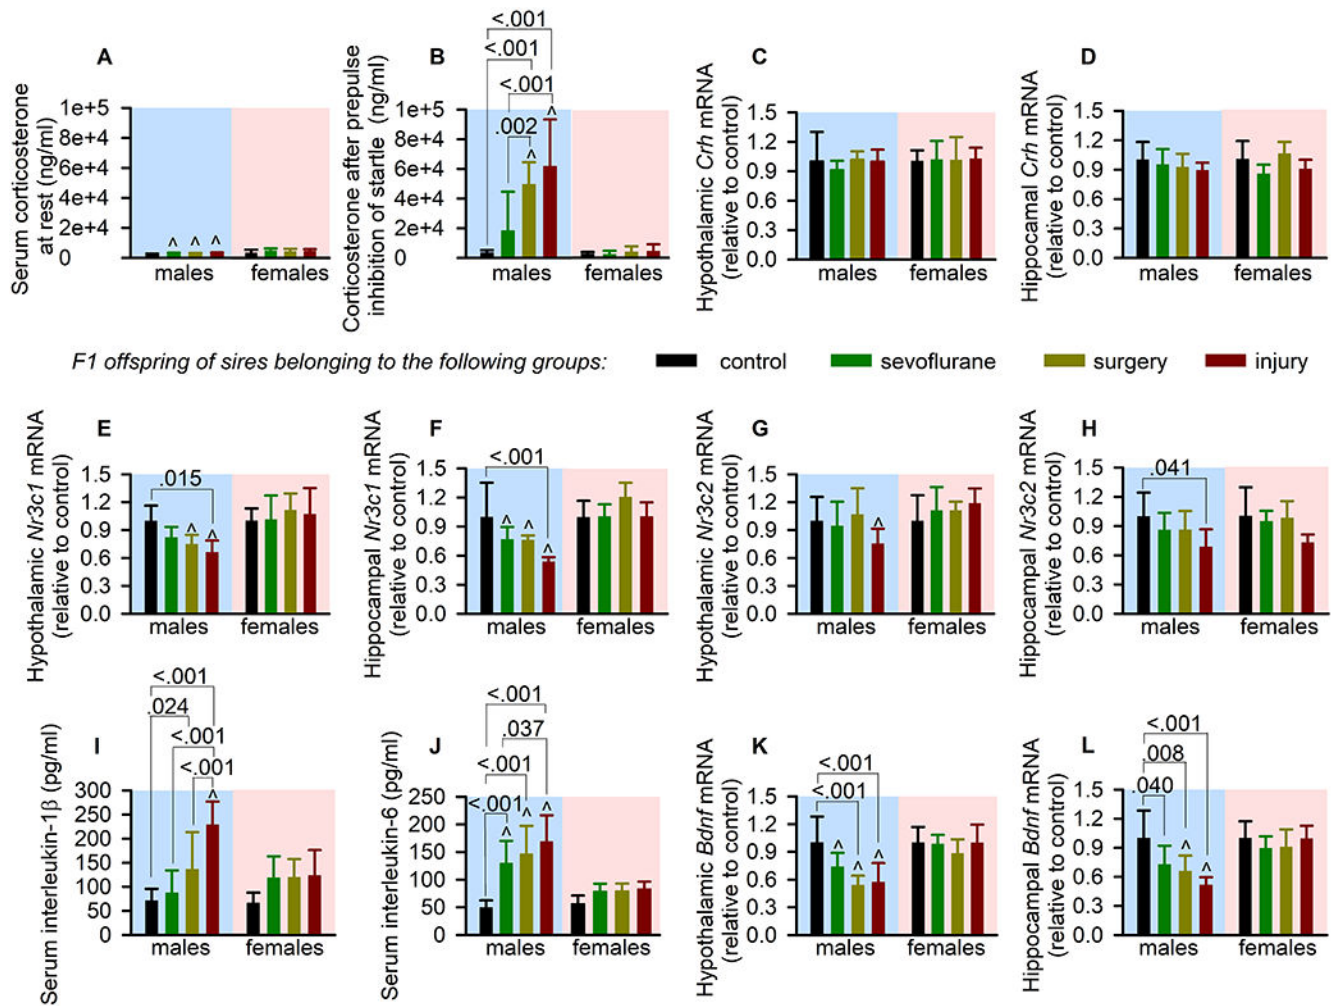 <.001
<.001
<.001
.002
A
B
C
D
Serum corticosterone
at rest (ng/ml)
1e+5
8e+4
6e+4
4e+4
2e+4
0
^ ^ ^
males
females
Corticosterone after prepulse
inhibition of startle (ng/ml)
1e+5
8e+4
6e+4
4e+4
2e+4
0
^ ^
males
females
Hypothalamic Crh mRNA
(relative to control)
1.5
1.2
0.9
0.6
0.3
0.0
males
females
Hippocamal Crh mRNA
(relative to control)
1.5
1.2
0.9
0.6
0.3
0.0
males
females
F1 offspring of sires belonging to the following groups:
control
sevoflurane
surgery
injury
E
Hypothalamic Nr3c1 mRNA
(relative to control)
1.5
1.2
0.9
0.6
0.3
0.0
.015
^ ^
males
females
F
Hippocampal Nr3c1 mRNA
(relative to control)
1.5
1.2
0.9
0.6
0.3
0.0
<.001
^ ^ ^
males
females
G
Hypothalamic Nr3c2 mRNA
(relative to control)
1.5
1.2
0.9
0.6
0.3
0.0
^
males
females
H
Hippocampal Nr3c2 mRNA
(relative to control)
1.5
1.2
0.9
0.6
0.3
0.0
.041
males
females
I
Serum interleukin-1β (pg/ml)
300
250
200
150
100
50
0
<.001
.024
<.001
<.001
^
males
females
J
Serum interleukin-6 (pg/ml)
250
200
150
100
50
0
<.001
.037
<.001
<.001
^ ^ ^
males
females
K
Hypothalamic Bdnf mRNA
(relative to control)
1.5
1.2
0.9
0.6
0.3
0.0
<.001
<.001
^ ^ ^
males
females
L
Hippocampal Bdnf mRNA
(relative to control)
1.5
1.2
0.9
0.6
0.3
0.0
<.001
.008
.040
^ ^
males
females